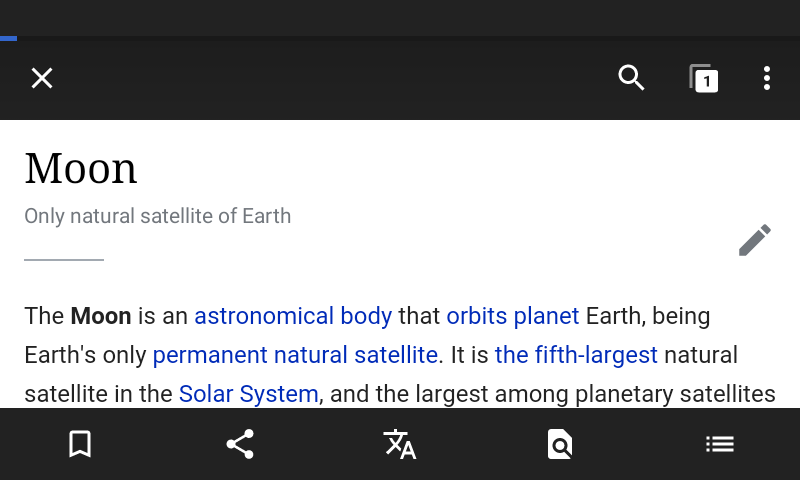 1
Moon
Only natural satellite of Earth
The Moon is an astronomical body that orbits planet Earth, being
Earth's only permanent natural satellite. It is the fifth-largest natural
satellite in the Solar System, and the largest among planetary satellites